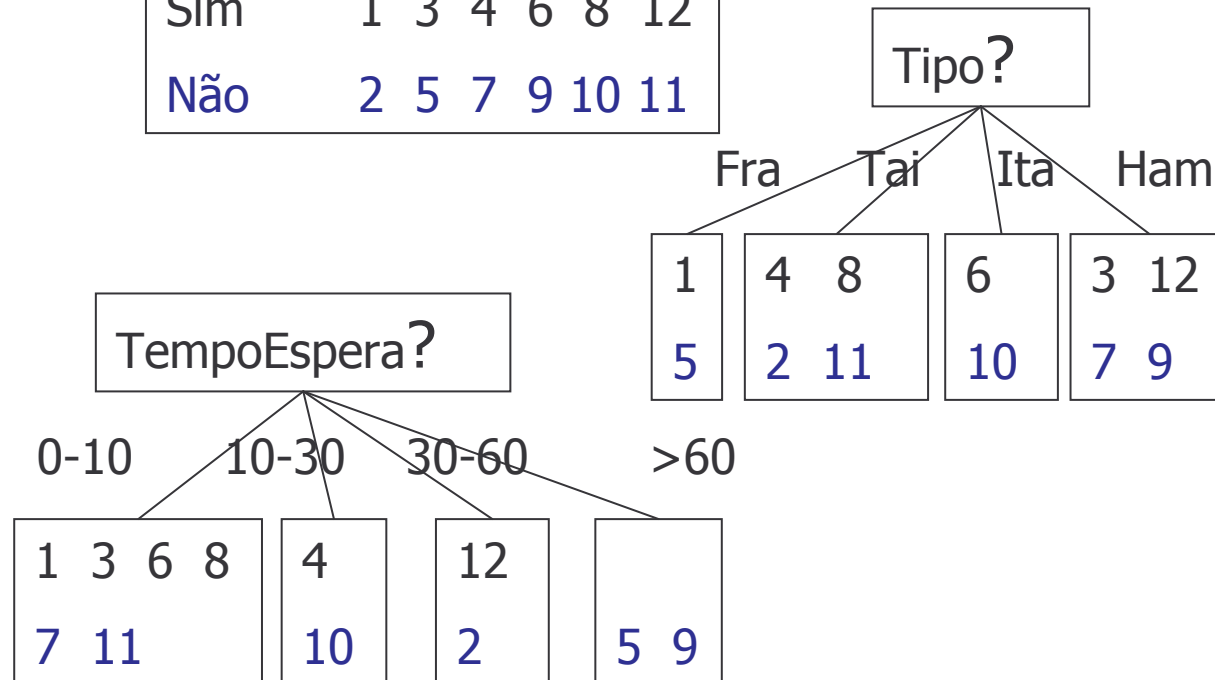 Sim 1 3 4 6 8 12
Não 2 5 7 9 10 11
Tipo?
Fra Tai Ita Ham
1 4 8 6 3 12
5 2 11 10 7 9
TempoEspera?
0-10 10-30 30-60 >60
1 3 6 8 4 12
7 11 10 2 5 9